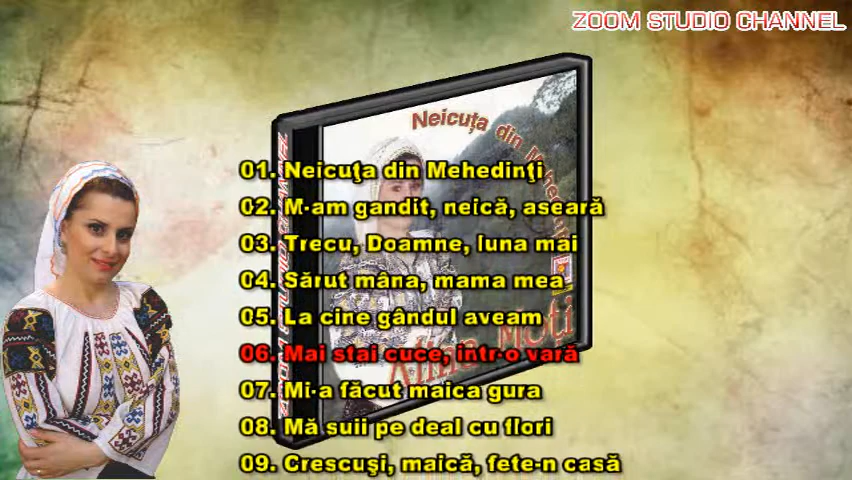 ZOOM STUDIO CHANNEL
Neicuța din Mehedinți
01. Neicuţa din Mehedinţi
02. M-am gandit, neică, aseară
03. Trecu, Doamne, luna mai
04. Sărut mâna, mama mea
05. La cine gândul aveam
06. Mai stai cuce, intr-o vară
07. Mi-a făcut maica gura
08. Mă suii pe deal cu flori
09. Crescuşi, maică, fete-n casă